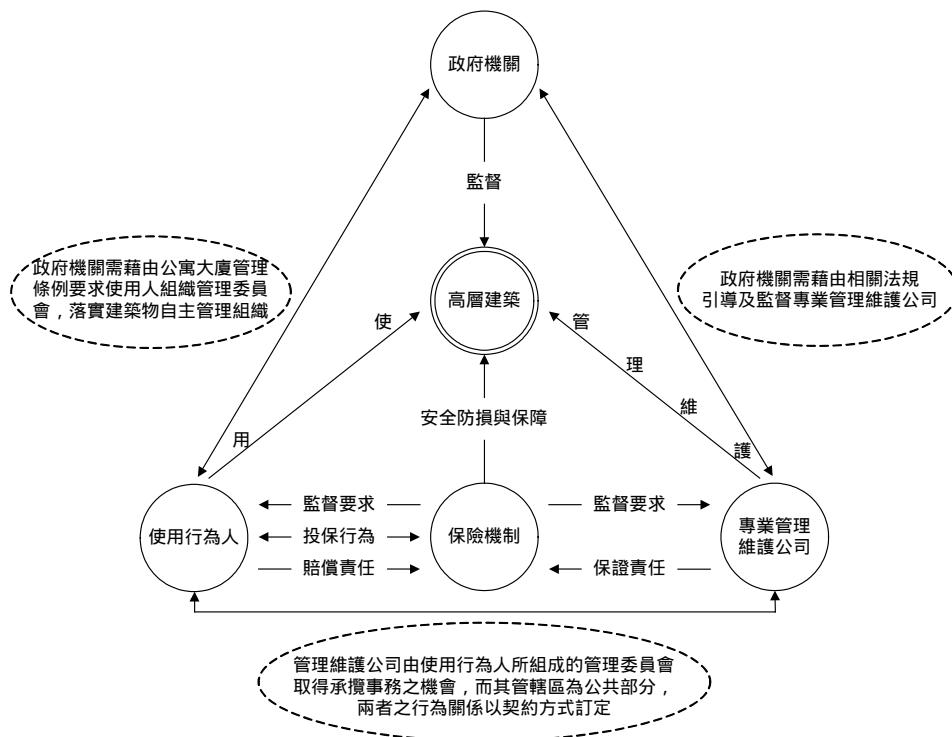 政府機關
監督
政府機關需藉由公寓大廈管理
條例要求使用人組織管理委員
會，落實建築物自主管理組織
政府機關需藉由相關法規
引導及監督專業管理維護公司
高層建築
使
用
管
理
維
護
安全防損與保障
使用行為人
監督要求
投保行為
賠償責任
保險機制
監督要求
保證責任
專業管理
維護公司
管理維護公司由使用行為人所組成的管理委員會
取得承攬事務之機會，而其管轄區為公共部分，
兩者之行為關係以契約方式訂定